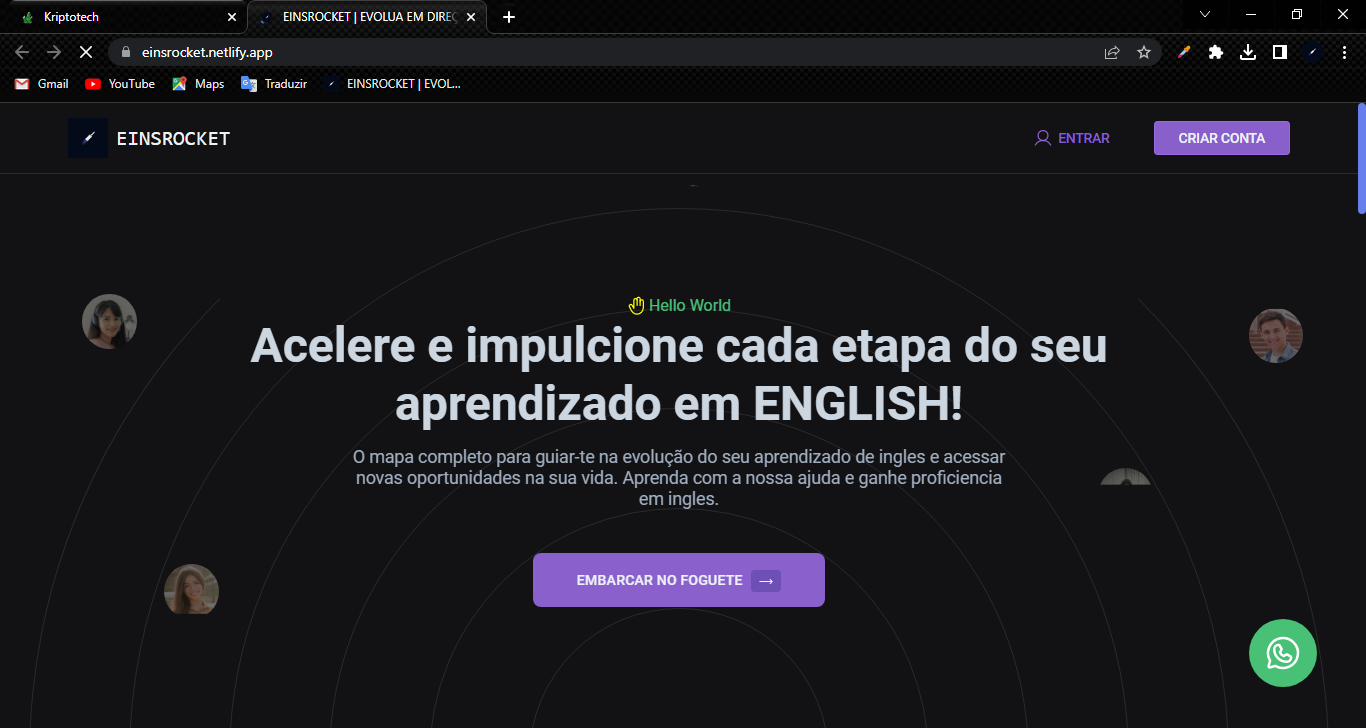 Kriptotech
EINSROCKET | EVOLUA EM DIREÇ
einsrocket.netlify.app
Gmail
YouTube
Maps
Traduzir
EINSROCKET | EVOL...
EINSROCKET
ENTRAR
CRIAR CONTA
Hello World
Acelere e impulcione cada etapa do seu
aprendizado em ENGLISH!
O mapa completo para guiar-te na evolução do seu aprendizado de ingles e acessar
novas oportunidades na sua vida. Aprenda com a nossa ajuda e ganhe proficiencia
em ingles.
EMBARCAR NO FOGUETE →